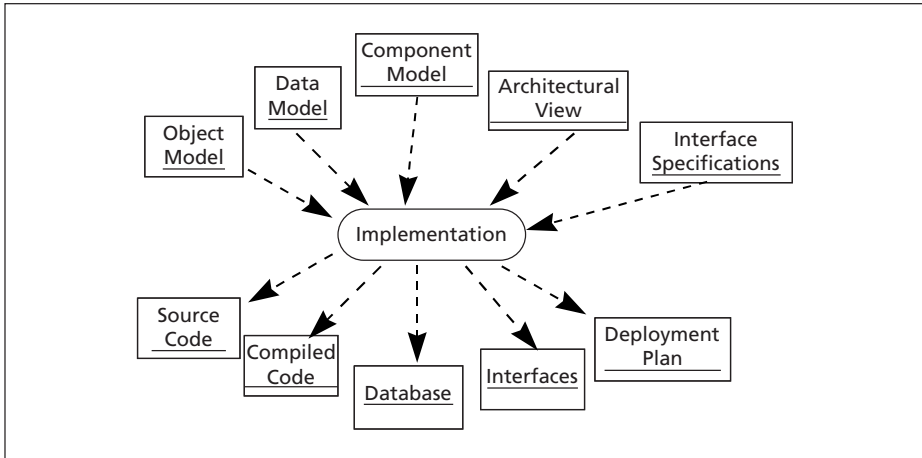 Component
Model
Data
Model
Architectural
View
Object
Model
Interface
Specifications
Implementation
Source
Code
Compiled
Code
Database
Interfaces
Deployment
Plan